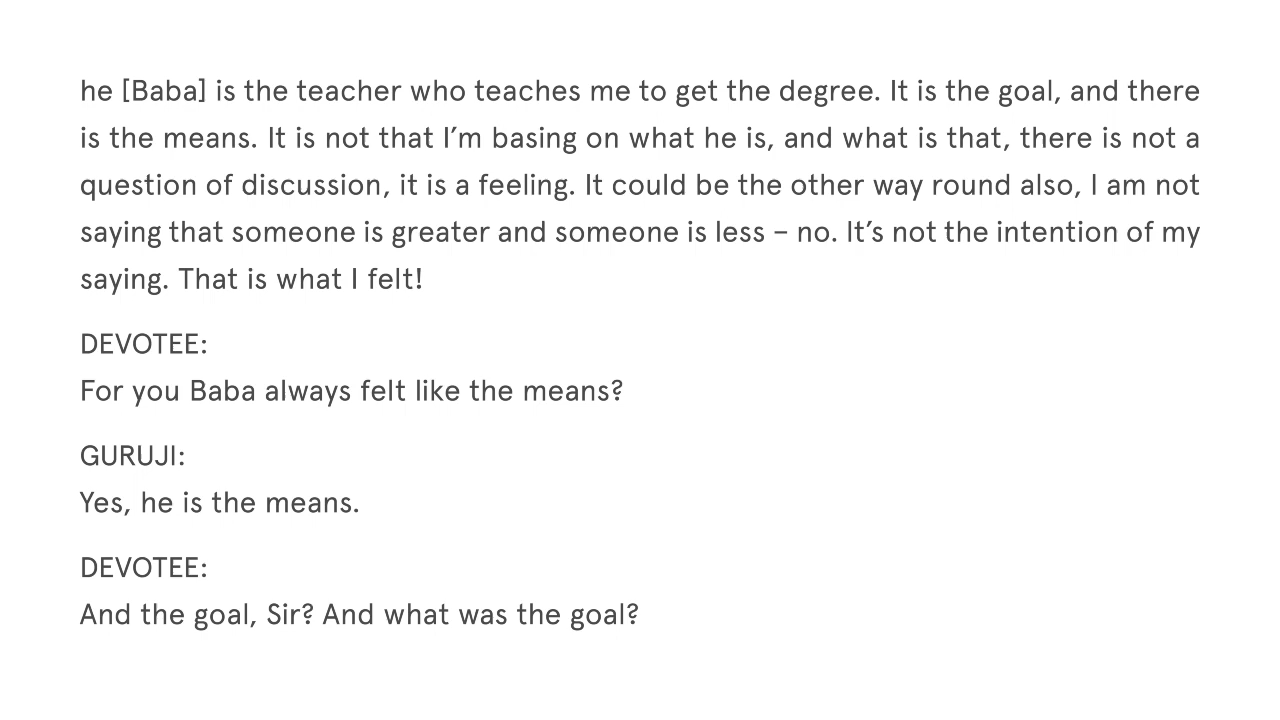 he [Baba] is the teacher who teaches me to get the degree. It is the goal, and there
is the means. It is not that I’m basing on what he is, and what is that, there is not a
question of discussion, it is a feeling. It could be the other way round also, I am not
saying that someone is greater and someone is less – no. It’s not the intention of my
saying. That is what I felt!
DEVOTEE:
For you Baba always felt like the means?
GURUJI:
Yes, he is the means.
DEVOTEE:
And the goal, Sir? And what was the goal?